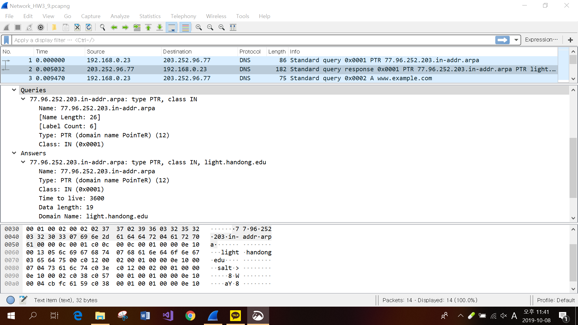 Network_HW5_9.pcapng
File Edit View Go Capture Analyze Statistics Telephony Wireless Tools Help
Apply a display filter ... <Ctrl-/>
Expression… +
No. Time Source Destination Protocol Length Info
1 0.000000 192.168.0.23 203.252.96.77 DNS 86 Standard query 0x0001 PTR 77.96.252.203.in-addr.arpa
2 0.005032 203.252.96.77 192.168.0.23 DNS 182 Standard query response 0x0001 PTR 77.96.252.203.in-addr.arpa PTR light.…
3 0.009470 192.168.0.23 203.252.96.77 DNS 75 Standard query 0x0002 A www.example.com
Queries
77.96.252.203.in-addr.arpa: type PTR, class IN
Name: 77.96.252.203.in-addr.arpa
[Name Length: 26]
[Label Count: 6]
Type: PTR (domain name PoinTeR) (12)
Class: IN (0x0001)
Answers
77.96.252.203.in-addr.arpa: type PTR, class IN, light.handong.edu
Name: 77.96.252.203.in-addr.arpa
Type: PTR (domain name PoinTeR) (12)
Class: IN (0x0001)
Time to live: 3600
Data length: 19
Domain Name: light.handong.edu
0030 00 01 00 02 00 02 02 37 37 02 39 36 03 32 35 32 ·······7 7·96·252
0040 03 32 30 33 07 69 6e 2d 61 64 64 72 04 61 72 70 ·203·in- addr·arp
0050 61 00 00 0c 00 01 c0 0c 00 0c 00 01 00 00 0e 10 a·
0060 00 13 05 6c 69 67 68 74 07 68 61 6e 64 6f 6e 67 ···light ·handong
0070 03 65 64 75 00 c0 12 00 02 00 01 00 00 0e 10 00 ·edu
0080 07 04 73 61 6c 74 c0 3e c0 12 00 02 00 01 00 00 ··salt·>
0090 0e 10 00 02 c0 38 c0 57 00 01 00 01 00 00 0e 10 ·····8·W
00a0 00 04 cb fc 61 59 c0 38 00 01 00 01 00 00 0e 10 ····aY·8
Text item (text), 32 bytes
Packets: 14 · Displayed: 14 (100.0%)
Profile: Default
오후 11:41
2019-10-08
A